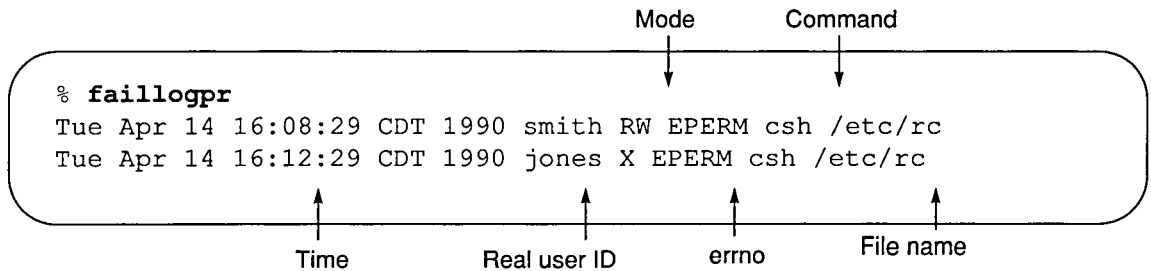 Mode Command
% faillogpr
Tue Apr 14 16:08:29 CDT 1990 smith RW EPERM csh /etc/rc
Tue Apr 14 16:12:29 CDT 1990 jones X EPERM csh /etc/rc
Time Real user ID errno File name